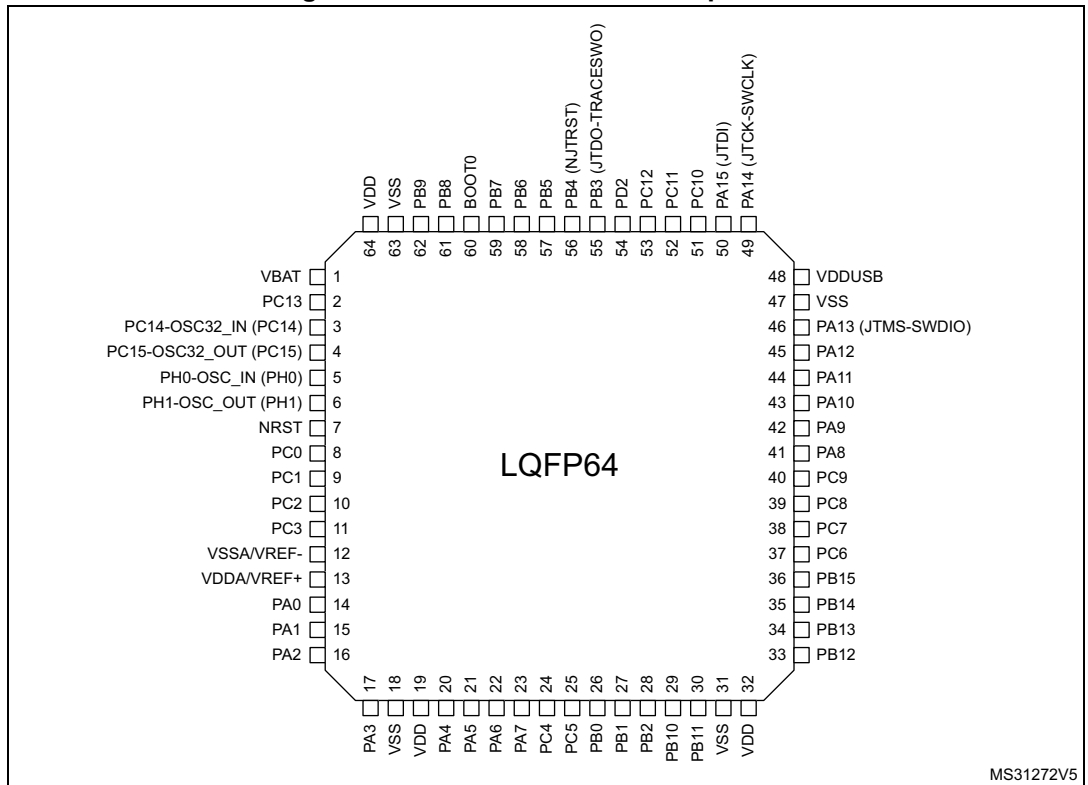 VDD
VSS
PB9
PB8
BOOT0
PB7
PB6
PB5
PB4 (NJTRST)
PB3 (JTDO-TRACESWO)
PD2
PC12
PC11
PC10
PA15 (JTDI)
PA14 (JTCK-SWCLK)
64
63
62
61
60
59
58
57
56
55
54
53
52
51
50
49
VBAT 1
PC13 2
PC14-OSC32_IN (PC14) 3
PC15-OSC32_OUT (PC15) 4
PH0-OSC_IN (PH0) 5
PH1-OSC_OUT (PH1) 6
NRST 7
PC0 8
PC1 9
PC2 10
PC3 11
VSSA/VREF- 12
VDDA/VREF+ 13
PA0 14
PA1 15
PA2 16
LQFP64
48 VDDUSB
47 VSS
46 PA13 (JTMS-SWDIO)
45 PA12
44 PA11
43 PA10
42 PA9
41 PA8
40 PC9
39 PC8
38 PC7
37 PC6
36 PB15
35 PB14
34 PB13
33 PB12
17
18
19
20
21
22
23
24
25
26
27
28
29
30
31
32
PA3
VSS
VDD
PA4
PA5
PA6
PA7
PC4
PC5
PB0
PB1
PB2
PB10
PB11
VSS
VDD
MS31272V5